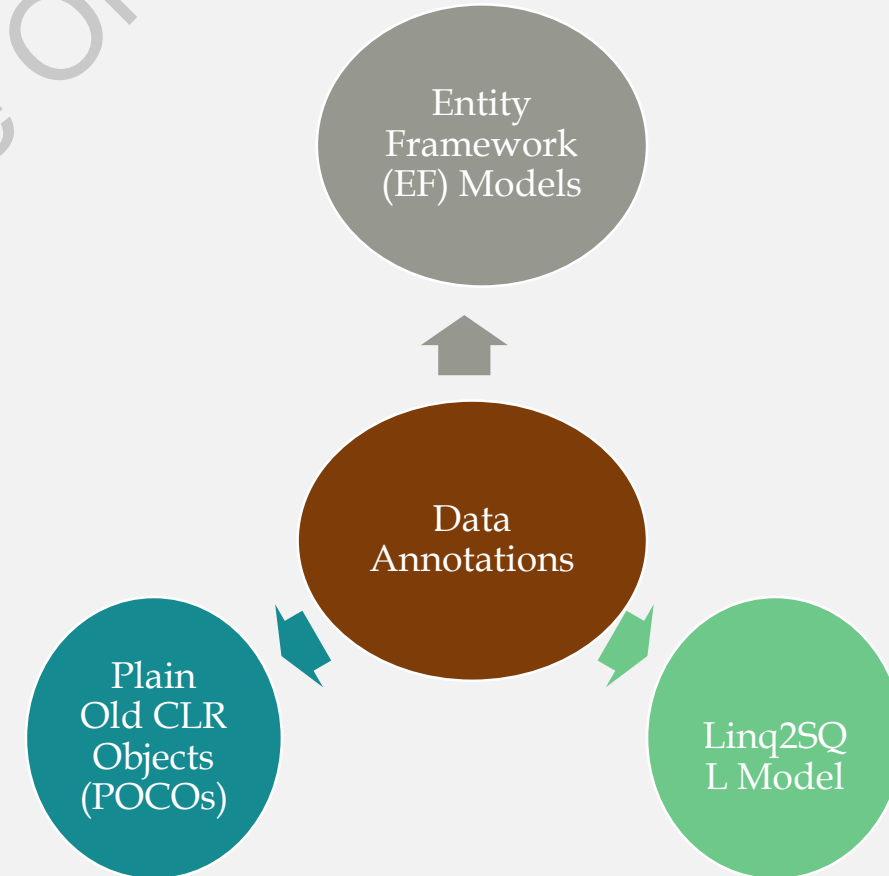 Entity
Framework
(EF) Models
Data
Annotations
Plain
Old CLR
Objects
(POCOs)
Linq2SQ
L Model